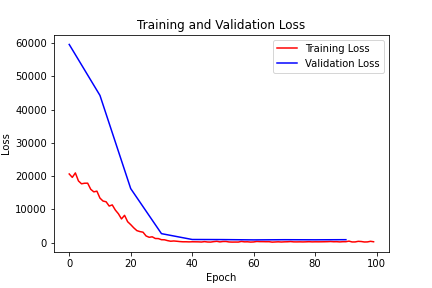 Training and Validation Loss
Training Loss
Validation Loss
60000
50000
40000
30000
20000
10000
0
Loss
0 20 40 60 80 100
Epoch